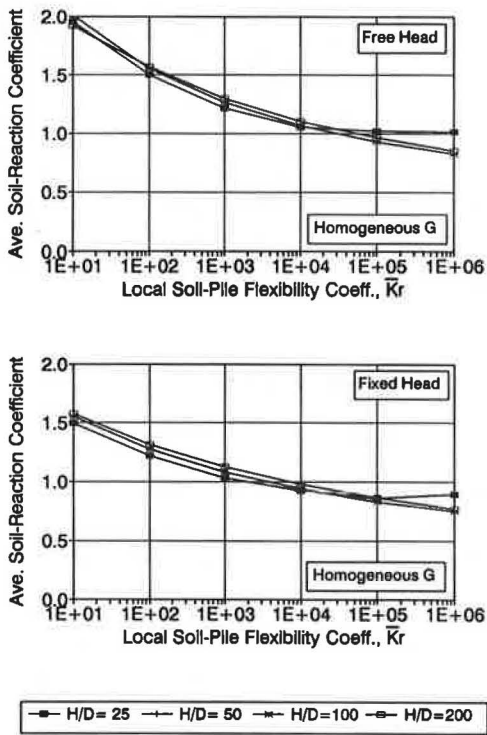 2.0
Free Head
1.5
1.0
0.5
Homogeneous G
0.0
Ave. Soil-Reaction Coefficient
1E+01 1E+02 1E+03 1E+04 1E+05 1E+06
Local Soil-Pile Flexibility Coeff., K̅r
2.0
Fixed Head
1.5
1.0
0.5
Homogeneous G
0.0
Ave. Soil-Reaction Coefficient
1E+01 1E+02 1E+03 1E+04 1E+05 1E+06
Local Soil-Pile Flexibility Coeff., K̅r
H/D= 25 H/D= 50 H/D=100 H/D=200